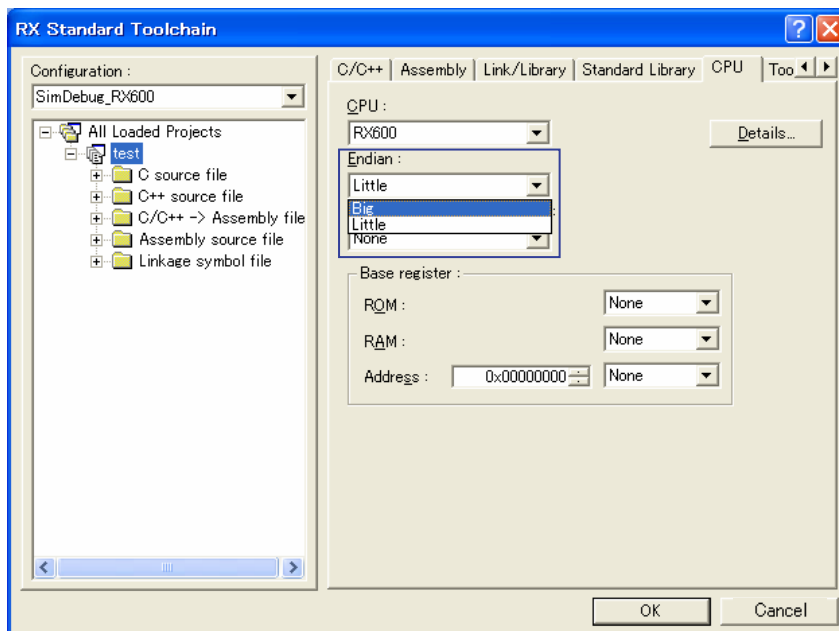 RX Standard Toolchain
Configuration :
SimDebug_RX600
All Loaded Projects
test
C source file
C++ source file
C/C++ -> Assembly file
Assembly source file
Linkage symbol file
C/C++ Assembly Link/Library Standard Library CPU Too
CPU :
RX600
Details...
Endian :
Little
Big
Little
None
Base register :
ROM : None
RAM : None
Address : 0x00000000 None
OK Cancel